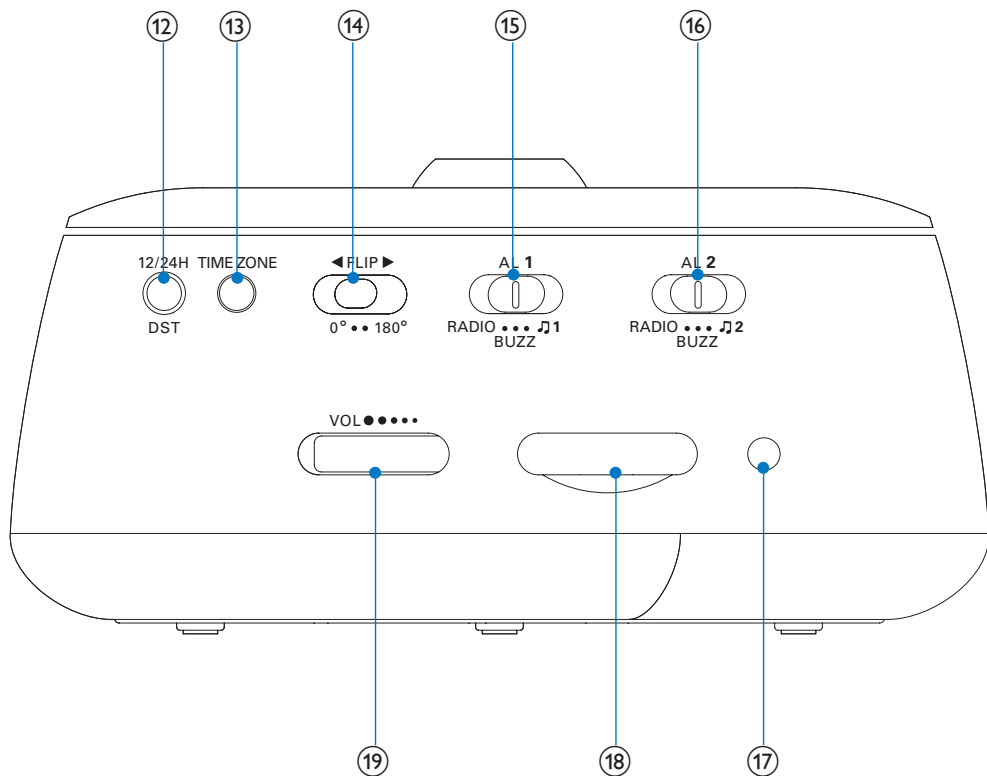 ⑫ ⑬ ⑭ ⑮ ⑯
12/24H TIME ZONE ◀ FLIP ▶ AL 1 AL 2
DST 0° •• 180° RADIO ••• ♫1 RADIO ••• ♫2
BUZZ BUZZ
VOL ●●●●●
⑲ ⑱ ⑰